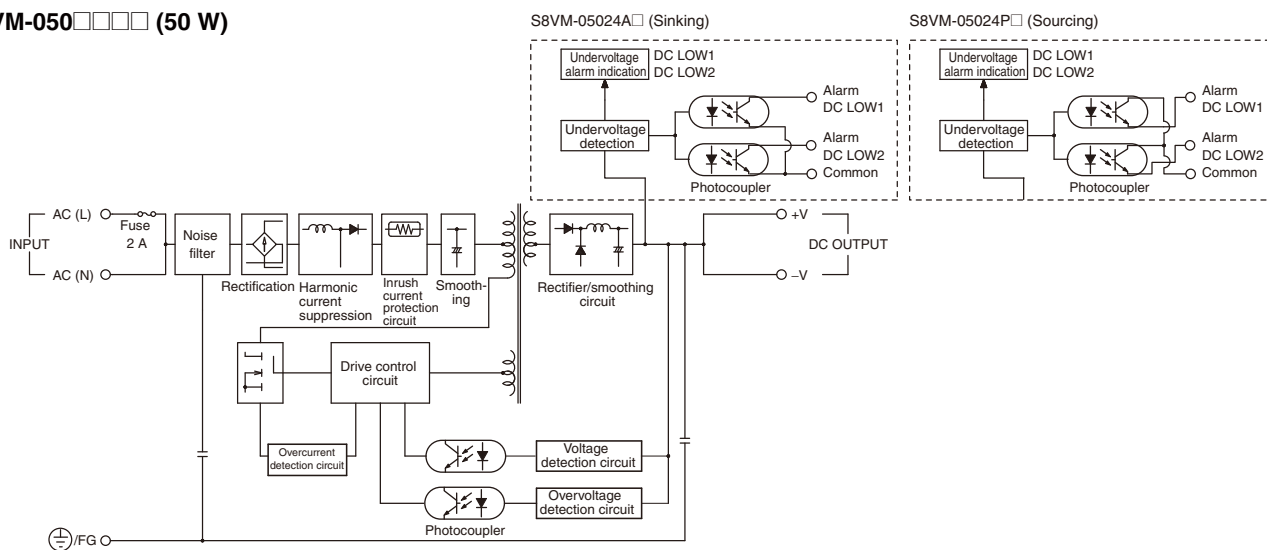 VM-050□□□□ (50 W)
S8VM-05024A□ (Sinking)
Undervoltage
alarm indication
DC LOW1
DC LOW2
Undervoltage
detection
Photocoupler
Alarm
DC LOW1
Alarm
DC LOW2
Common
S8VM-05024P□ (Sourcing)
Undervoltage
alarm indication
DC LOW1
DC LOW2
Undervoltage
detection
Photocoupler
Alarm
DC LOW1
Alarm
DC LOW2
Common
INPUT
AC (L)
AC (N)
Fuse
2 A
Noise
filter
Rectification
Harmonic
current
suppression
Inrush
current
protection
circuit
Smooth-
ing
Rectifier/smoothing
circuit
+V
DC OUTPUT
–V
Drive control
circuit
Overcurrent
detection circuit
Voltage
detection circuit
Overvoltage
detection circuit
Photocoupler
/FG